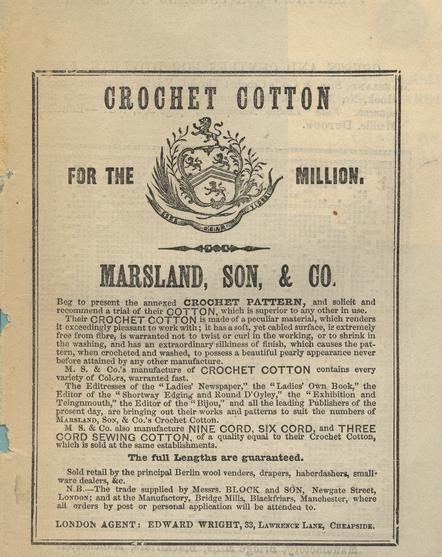 CROCHET COTTON
FOR THE MILLION.
MARSLAND, SON, & CO.
Beg to present the annexed CROCHET PATTERN, and solicit and
recommend a trial of their COTTON, which is superior to any other in use.
Their CROCHET COTTON is made of a peculiar material, which renders
it exceedingly pleasant to work with; it has a soft, yet cabled surface, is extremely
free from fibre, is warranted not to twist or curl in the working, or to shrink in
the washing, and has an extraordinary silkiness of finish, which causes the pat-
tern, when crocheted and washed, to possess a beautiful pearly appearance never
before attained by any other manufacture.
M. S. & Co.'s manufacture of CROCHET COTTON contains every
variety of Colors, warranted fast.
The Editresses of the "Ladies' Newspaper," the "Ladies' Own Book," the
Editor of the "Shortway Edging and Round D'Oyley," the "Exhibition and
Teignmouth," the Editor of the "Bijou," and all the leading Publishers of the
present day, are bringing out their works and patterns to suit the numbers of
MARSLAND, SON, & Co.'s Crochet Cotton.
M. S. & Co. also manufacture NINE CORD, SIX CORD, and THREE
CORD SEWING COTTON, of a quality equal to their Crochet Cotton,
which is sold at the same establishments.
The full Lengths are guaranteed.
Sold retail by the principal Berlin wool venders, drapers, haberdashers, small-
ware dealers, &c.
N.B.—The trade supplied by Messrs. BLOCK and SON, Newgate Street,
LONDON; and at the Manufactory, Bridge Mills, Blackfriars, Manchester, where
all orders by post or personal application will be attended to.
LONDON AGENT: EDWARD WRIGHT, 33, LAWRENCE LANE, CHEAPSIDE.